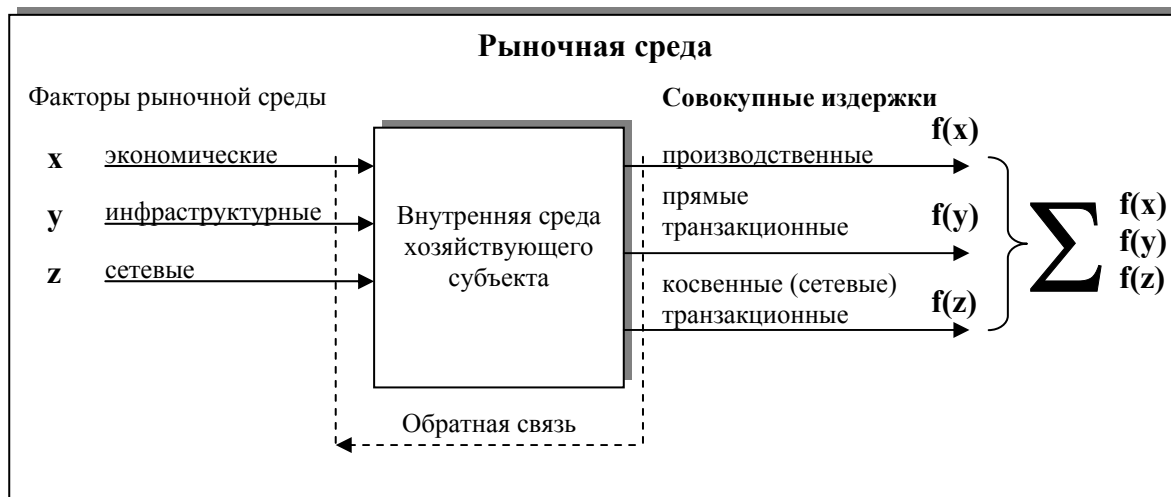 Рыночная среда
Факторы рыночной среды
Совокупные издержки
x
экономические
y
инфраструктурные
z
сетевые
Внутренняя среда
хозяйствующего
субъекта
производственные
f(x)
прямые
транзакционные
f(y)
косвенные (сетевые)
транзакционные
f(z)
∑
f(x)
f(y)
f(z)
Обратная связь